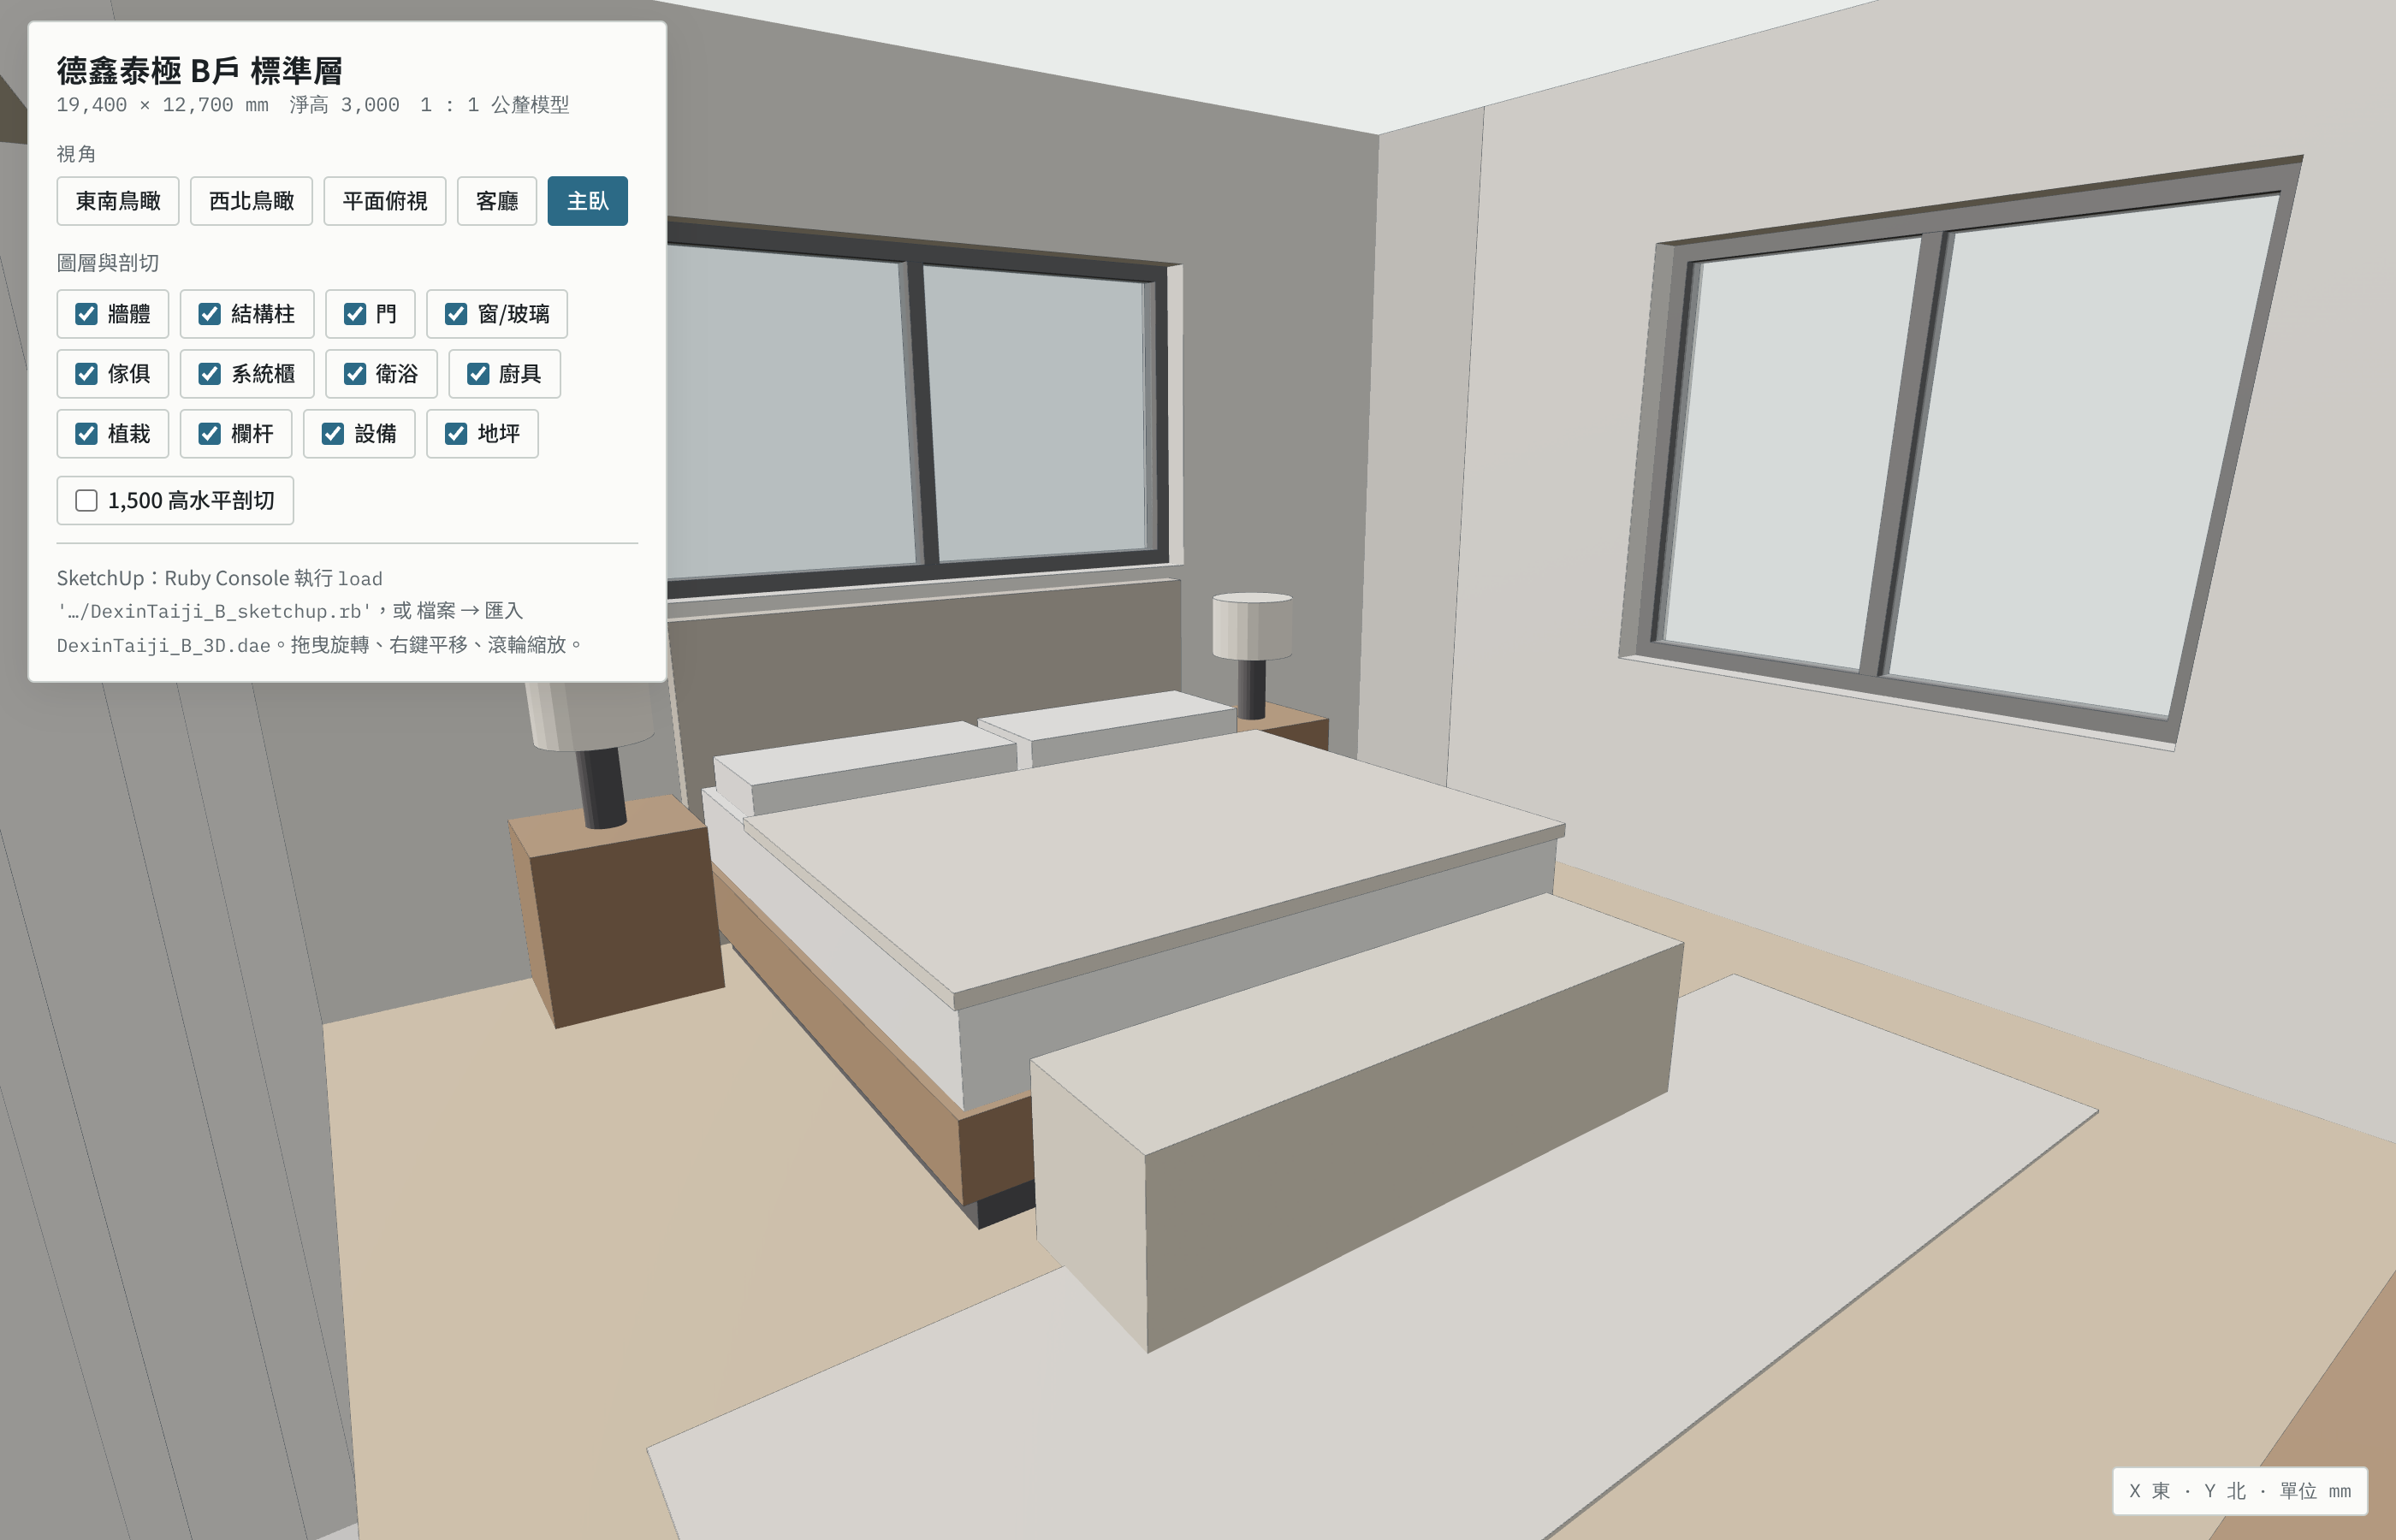 德鑫泰極 B戶 標準層
19,400 × 12,700 mm 淨高 3,000 1 : 1 公釐模型
視角
東南鳥瞰 西北鳥瞰 平面俯視 客廳 主臥
圖層與剖切
牆體 結構柱 門 窗/玻璃
傢俱 系統櫃 衛浴 廚具
植栽 欄杆 設備 地坪
1,500 高水平剖切
SketchUp：Ruby Console 執行 load
'…/DexinTaiji_B_sketchup.rb'，或 檔案 → 匯入
DexinTaiji_B_3D.dae。拖曳旋轉、右鍵平移、滾輪縮放。
X 東 · Y 北 · 單位 mm